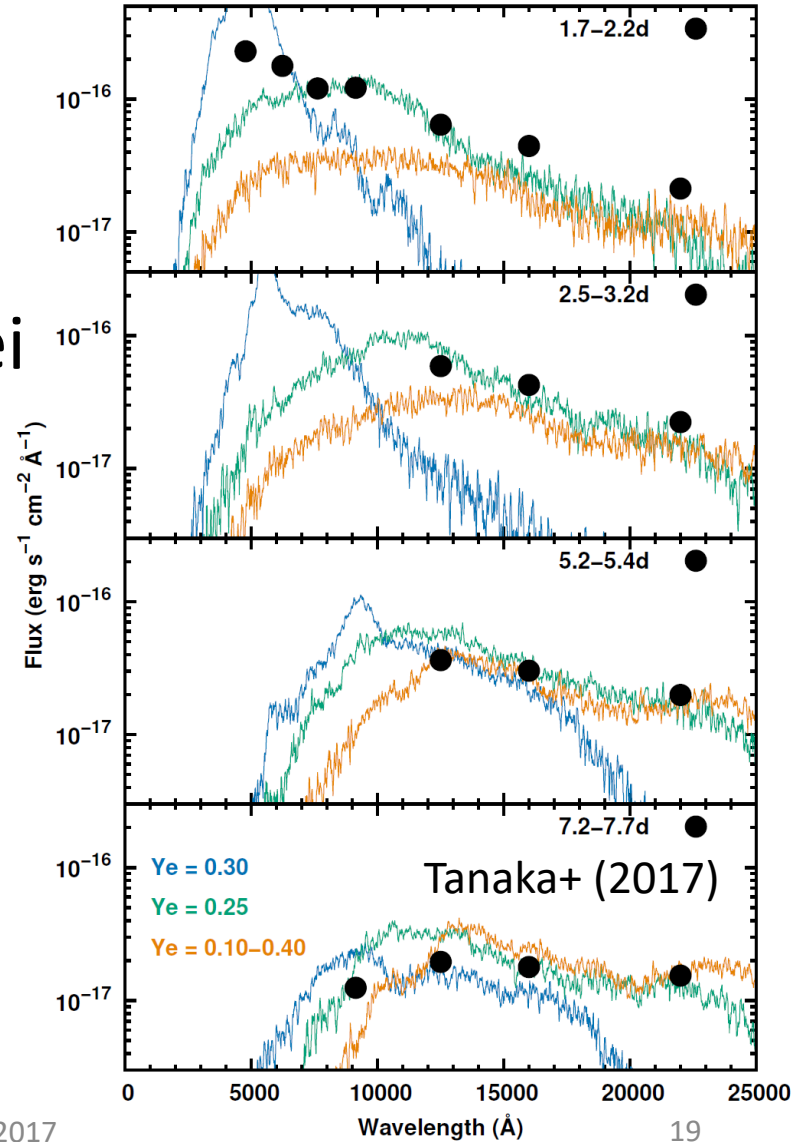 1.7−2.2d
10⁻¹⁶
10⁻¹⁷
2.5−3.2d
ei
10⁻¹⁶
10⁻¹⁷
Flux (erg s⁻¹ cm⁻² Å⁻¹)
5.2−5.4d
10⁻¹⁶
10⁻¹⁷
7.2−7.7d
10⁻¹⁶
Ye = 0.30
Tanaka+ (2017)
Ye = 0.25
Ye = 0.10−0.40
10⁻¹⁷
0 5000 10000 15000 20000 25000
2017 Wavelength (Å) 19